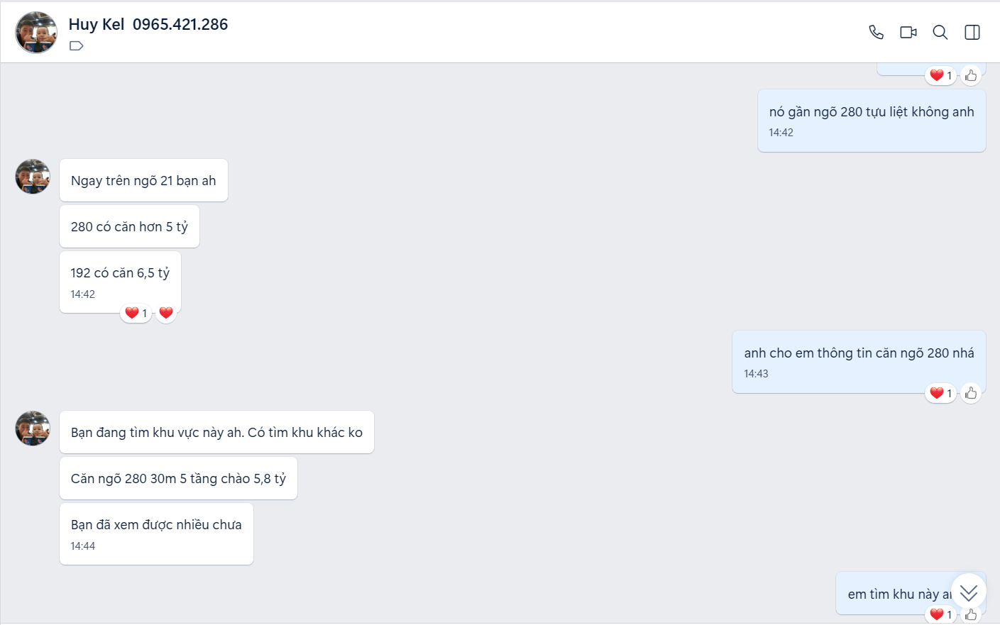 Huy Kel 0965.421.286
1
nó gần ngõ 280 tựu liệt không anh
14:42
Ngay trên ngõ 21 bạn ah
280 có căn hơn 5 tỷ
192 có căn 6,5 tỷ
14:42
1
anh cho em thông tin căn ngõ 280 nhá
14:43
1
Bạn đang tìm khu vực này ah. Có tìm khu khác ko
Căn ngõ 280 30m 5 tầng chào 5,8 tỷ
Bạn đã xem được nhiều chưa
14:44
em tìm khu này
1